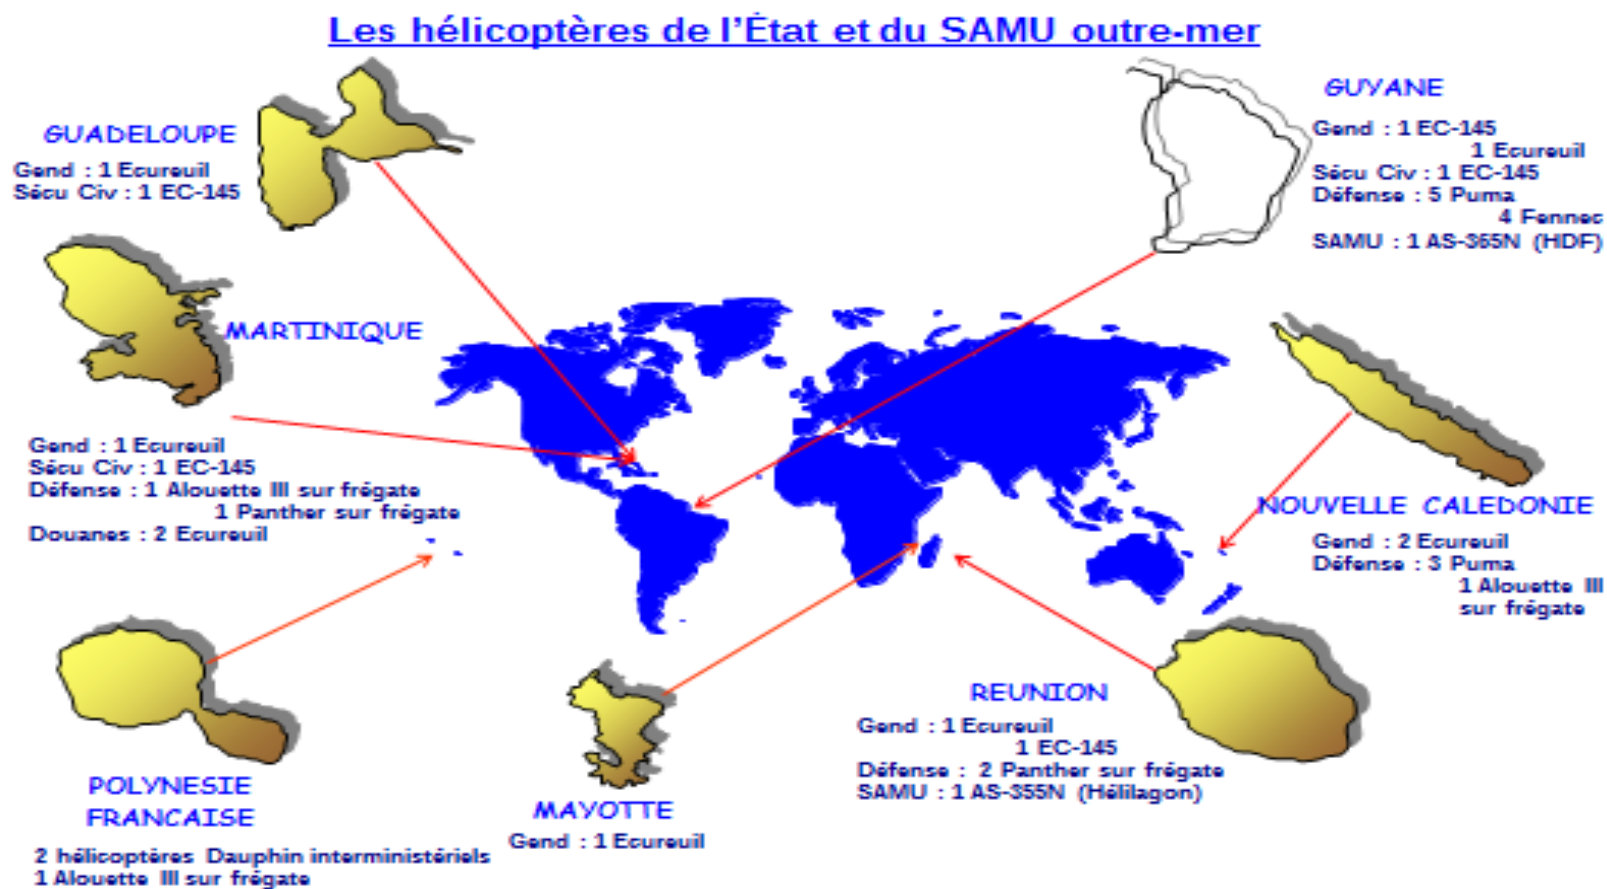 Les hélicoptères de l'État et du SAMU outre-mer
GUADELOUPE
Gend : 1 Ecureuil
Sécu Civ : 1 EC-145
GUYANE
Gend : 1 EC-145
1 Ecureuil
Sécu Civ : 1 EC-145
Défense : 5 Puma
4 Fennec
SAMU : 1 AS-365N (HDF)
MARTINIQUE
Gend : 1 Ecureuil
Sécu Civ : 1 EC-145
Défense : 1 Alouette III sur frégate
1 Panther sur frégate
Douanes : 2 Ecureuil
NOUVELLE CALEDONIE
Gend : 2 Ecureuil
Défense : 3 Puma
1 Alouette III
sur frégate
POLYNESIE
FRANCAISE
2 hélicoptères Dauphin interministériels
1 Alouette III sur frégate
MAYOTTE
Gend : 1 Ecureuil
REUNION
Gend : 1 Ecureuil
1 EC-145
Défense : 2 Panther sur frégate
SAMU : 1 AS-355N (Hélilagon)